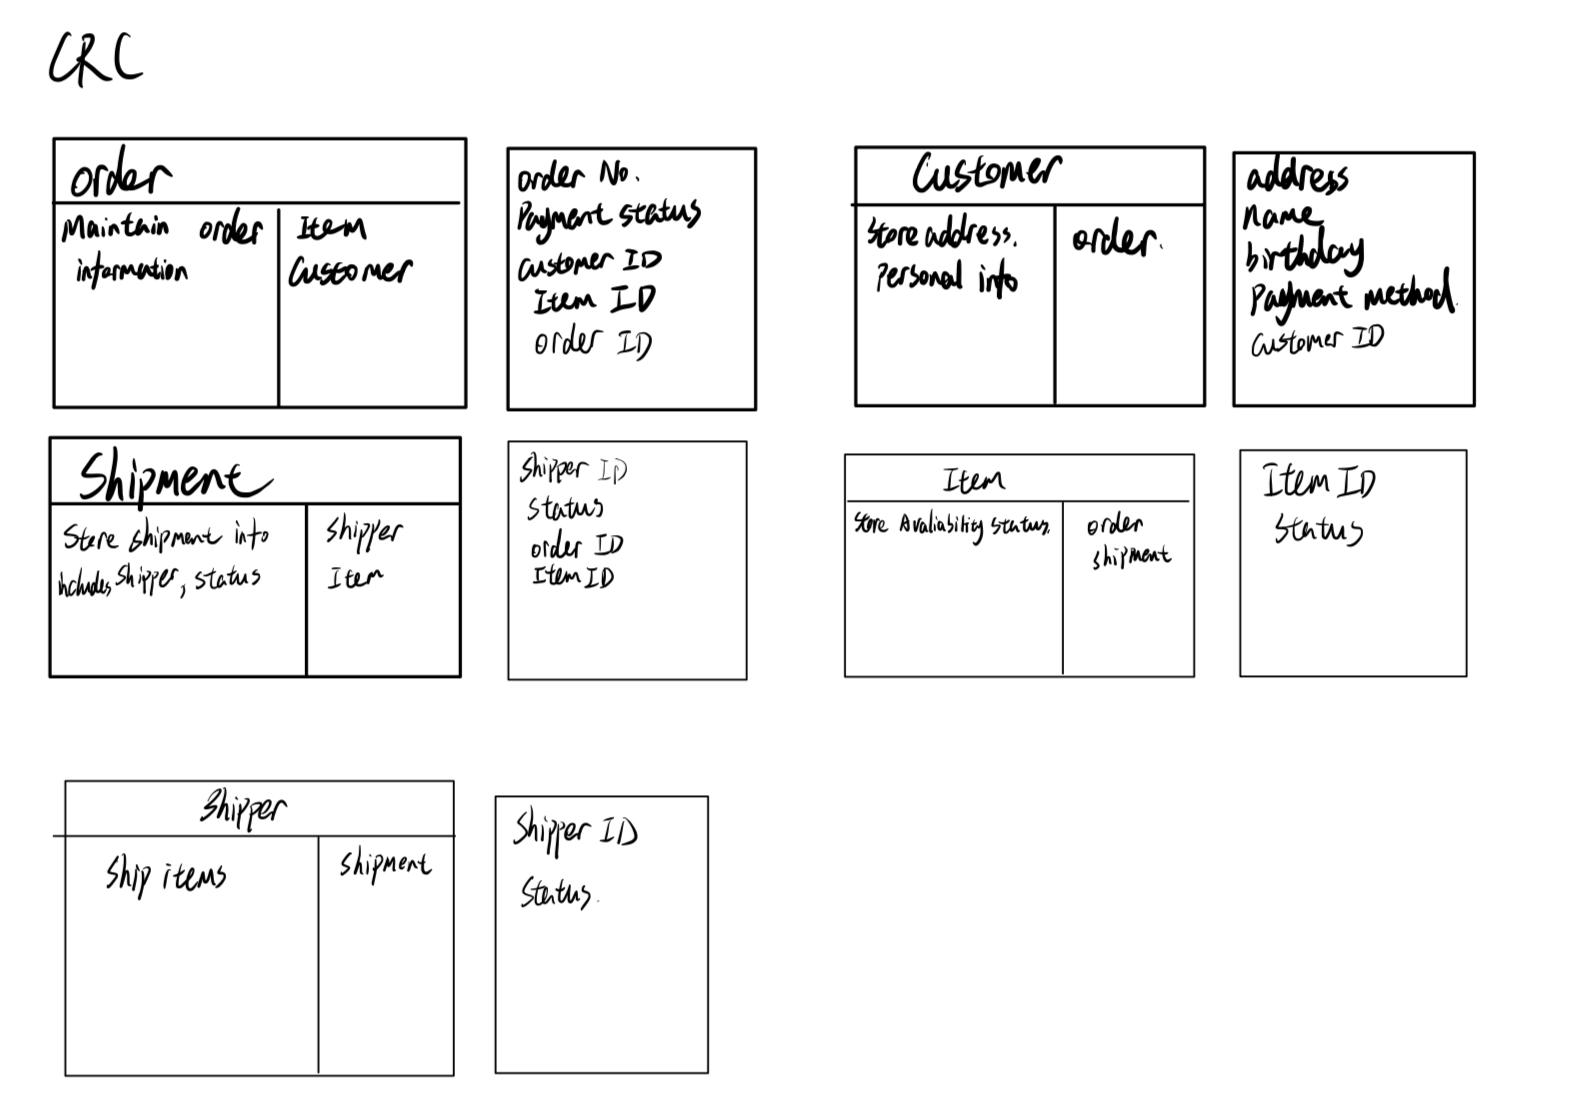 CRC
order
Maintain order
information
Item
Customer
order No.
Payment status
Customer ID
Item ID
order ID
Customer
Store address.
Personal info
order.
address
name
birthday
Payment method.
Customer ID
Shipment
Store shipment info
includes, shipper, status
Shipper
Item
Shipper ID
status
order ID
Item ID
Item
Store Avaliability status.
order
shipment
Item ID
Status
Shipper
Ship items
Shipment
Shipper ID
Status.